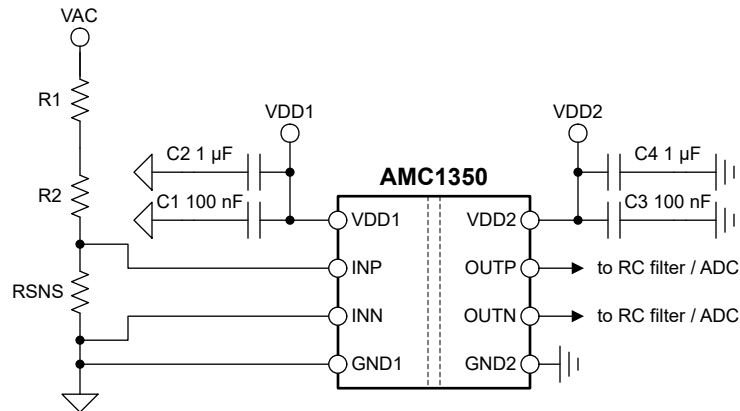 VAC
R1
VDD1
VDD2
C2 1 µF
C4 1 µF
R2
AMC1350
C1 100 nF
C3 100 nF
VDD1
VDD2
INP
OUTP
to RC filter / ADC
RSNS
INN
OUTN
to RC filter / ADC
GND1
GND2